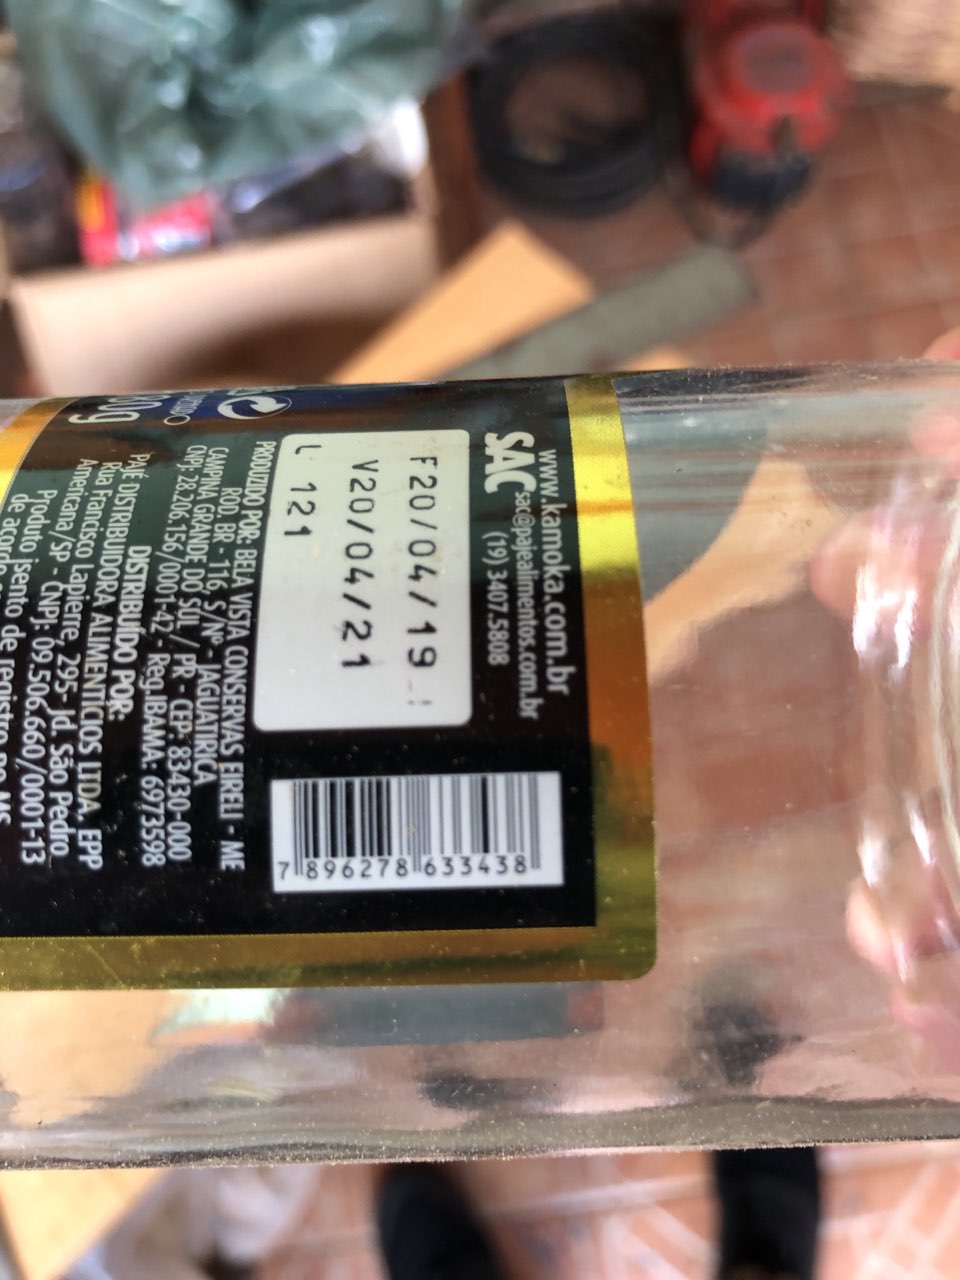 www.kamoka.com.br
SAC sac@pajealimentos.com.br
(19) 3407.5808
F20/04/19
V20/04/21
L 121
PRODUZIDO POR: BELA VISTA CONSERVAS EIRELI - ME
ROD. BR - 116, S/Nº - JAGUATIRICA
CAMPINA GRANDE DO SUL / PR - CEP: 83430-000
CNPJ: 26.206.156/0001-42 - Reg.IBAMA: 6973598
DISTRIBUÍDO POR:
PAJÉ DISTRIBUIDORA ALIMENTÍCIOS LTDA. EPP
Rua Francisco Lapierre, 295- Jd. São Pedro
Americana/SP - CNPJ: 09.506.660/0001-13
Produto isento de registro no MS
de acordo
7 896278 633438